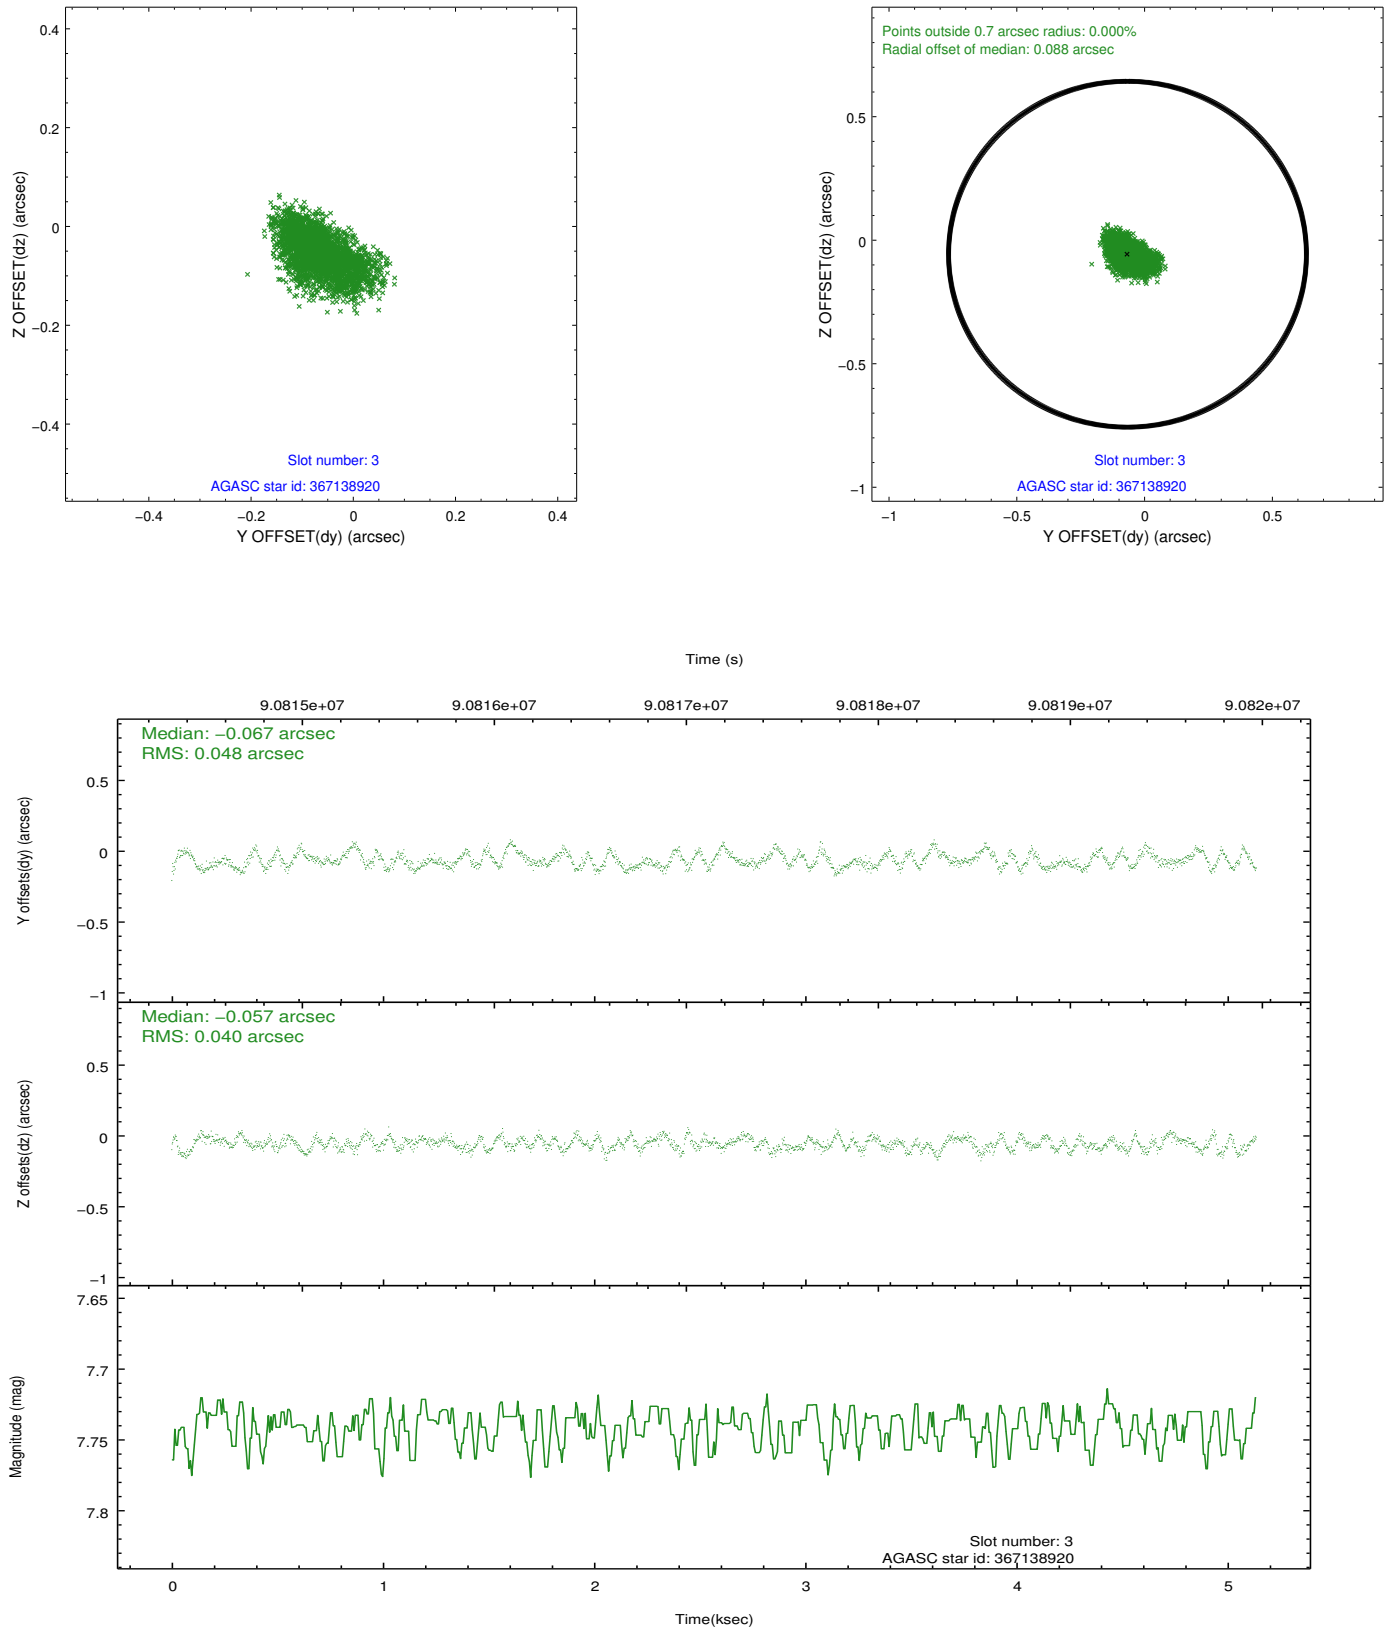 0.4
0.2
0
−0.2
−0.4
Z OFFSET(dz) (arcsec)
Slot number: 3
AGASC star id: 367138920
−0.4
−0.2
0
0.2
0.4
Y OFFSET(dy) (arcsec)
Points outside 0.7 arcsec radius: 0.000%
Radial offset of median: 0.088 arcsec
0.5
0
−0.5
−1
Z OFFSET(dz) (arcsec)
Slot number: 3
AGASC star id: 367138920
−1
−0.5
0
0.5
Y OFFSET(dy) (arcsec)
Time (s)
9.0815e+07
9.0816e+07
9.0817e+07
9.0818e+07
9.0819e+07
9.082e+07
Median: −0.067 arcsec
RMS: 0.048 arcsec
0.5
0
−0.5
−1
Y offsets(dy) (arcsec)
Median: −0.057 arcsec
RMS: 0.040 arcsec
0.5
0
−0.5
−1
Z offsets(dz) (arcsec)
7.65
7.7
7.75
7.8
Magnitude (mag)
Slot number: 3
AGASC star id: 367138920
0
1
2
3
4
5
Time(ksec)